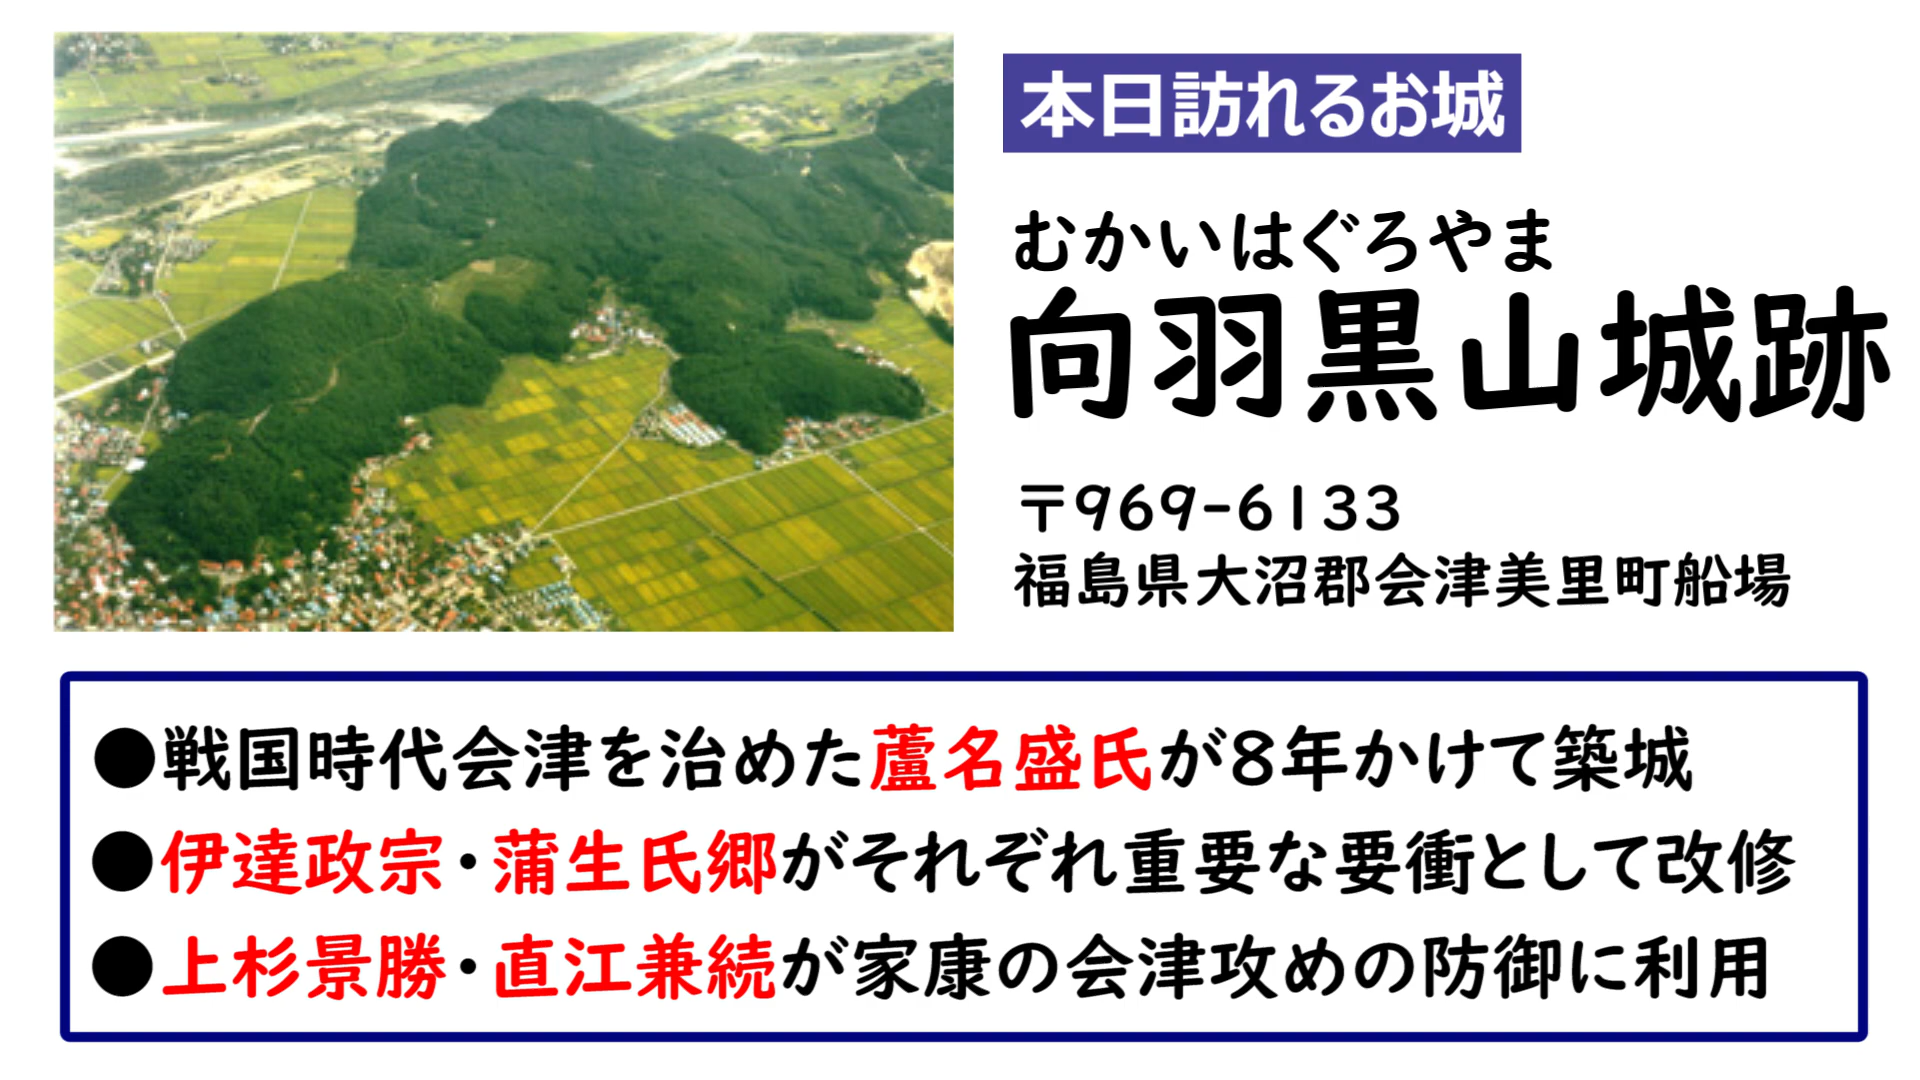 本日訪れるお城
むかいはぐろやま
向羽黒山城跡
〒969-6133
福島県大沼郡会津美里町船場
●戦国時代会津を治めた蘆名盛氏が8年かけて築城
●伊達政宗・蒲生氏郷がそれぞれ重要な要衝として改修
●上杉景勝・直江兼続が家康の会津攻めの防御に利用